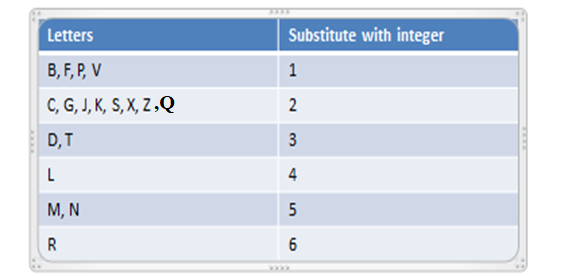 Letters Substitute with integer
B, F, P, V 1
C, G, J, K, S, X, Z ,Q 2
D, T 3
L 4
M, N 5
R 6